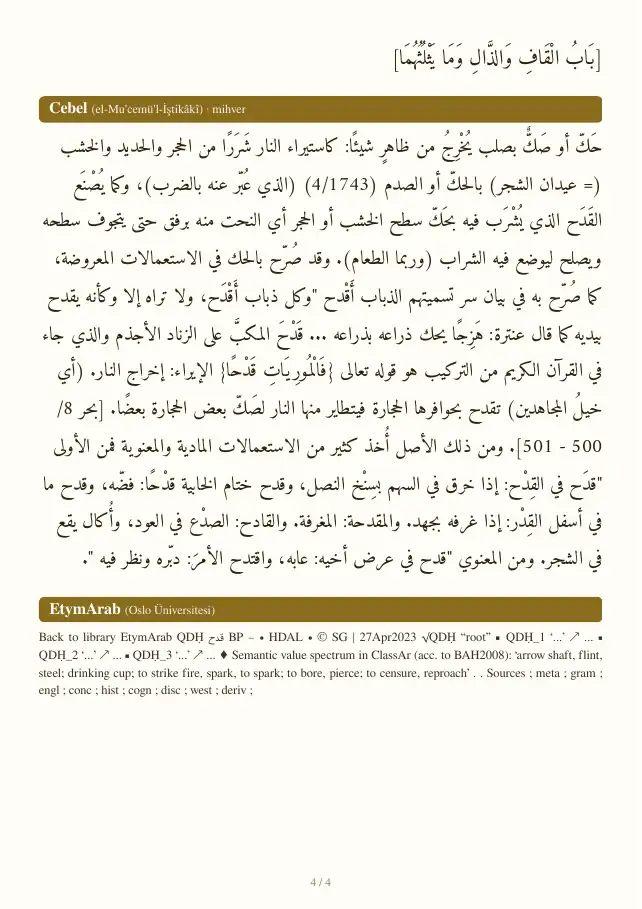 [بَابُ الْقَافِ وَالذَّالِ وَمَا يَثْلُثُهُمَا]
Cebel (el-Mu'cemü'l-İştikâkî) · mihver
حَكّ أو صَكٌّ بصلب يُخْرِجُ من ظاهرٍ شيئًا: كاستيراء النار شَرَرًا من الحجر والحديد والخشب
(= عيدان الشجر) بالحكّ أو الصدم (4/1743) (الذي عُبّر عنه بالضرب)، وكما يُصْنَع
القَدَح الذي يُشْرَب فيه بحَكّ سطح الخشب أو الحجر أي النحت منه برفق حتى يتجوف سطحه
ويصلح ليوضع فيه الشراب (وربما الطعام). وقد صُرّح بالحك في الاستعمالات المعروضة،
كما صُرّح به في بيان سر تسميتهم الذباب أَقْدح "وكل ذباب أَقْدَح، ولا تراه إلا وكأنه يقدح
بيديه كما قال عنترة: هَزِجًا يحك ذراعه بذراعه ... قَدْحَ المكبِّ على الزناد الأجذم والذي جاء
في القرآن الكريم من التركيب هو قوله تعالى {فَالْمُورِيَاتِ قَدْحًا} الإيراء: إخراج النار. (أي
خيلُ المجاهدين) تقدح بحوافرها الحجارة فيتطاير منها النار لصَكّ بعض الحجارة بعضًا. [بحر 8/
500 - 501]. ومن ذلك الأصل أُخذ كثير من الاستعمالات المادية والمعنوية فمن الأولى
"قدَح في القِدْح: إذا خرق في السهم بسِنْخ النصل، وقدح ختام الخابية قدْحًا: فضّه، وقدح ما
في أسفل القِدْر: إذا غرفه بجهد. والمقدحة: المغرفة. والقادح: الصدْع في العود، وأُكال يقع
في الشجر. ومن المعنوي "قدح في عرض أخيه: عابه، واقتدح الأمرَ: دبّره ونظر فيه ".
EtymArab (Oslo Üniversitesi)
Back to library EtymArab QDḤ قدح BP – • HDAL • © SG | 27Apr2023 √QDḤ “root” ▪ QDḤ_1 ‘...’ ↗ ... ▪
QDḤ_2 ‘...’ ↗ ... ▪ QDḤ_3 ‘...’ ↗ ... ♦ Semantic value spectrum in ClassAr (acc. to BAH2008): ‘arrow shaft, flint,
steel; drinking cup; to strike fire, spark, to spark; to bore, pierce; to censure, reproach’ . . Sources ; meta ; gram ;
engl ; conc ; hist ; cogn ; disc ; west ; deriv ;
4 / 4